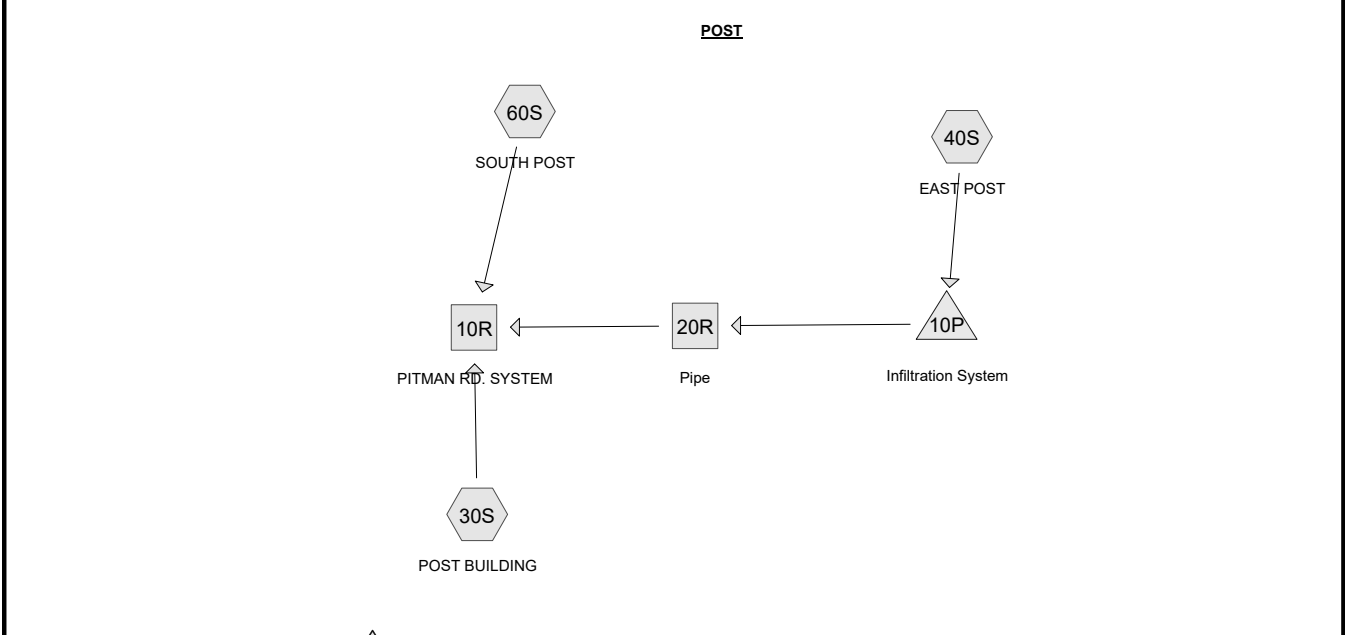 POST
60S
SOUTH POST
40S
EAST POST
10R
PITMAN RD. SYSTEM
20R
Pipe
10P
Infiltration System
30S
POST BUILDING